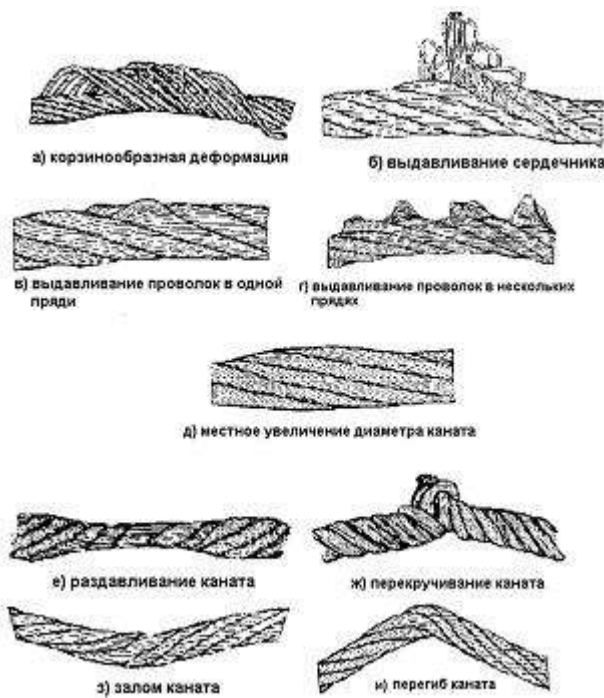 а) корзинообразная деформация
б) выдавливание сердечника
в) выдавливание проволок в одной
пряди
г) выдавливание проволок в нескольких
прядях
д) местное увеличение диаметра каната
е) раздавливание каната
ж) перекручивание каната
з) залом каната
и) перегиб каната